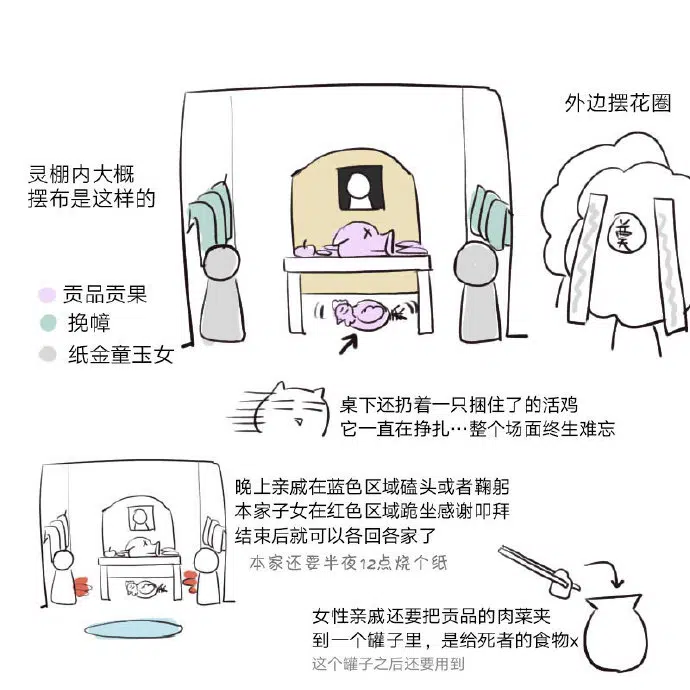 外边摆花圈
灵棚内大概
摆布是这样的
奠
贡品贡果
挽幛
纸金童玉女
桌下还扔着一只捆住了的活鸡
它一直在挣扎…整个场面终生难忘
晚上亲戚在蓝色区域磕头或者鞠躬
本家子女在红色区域跪坐感谢叩拜
结束后就可以各回各家了
本家还要半夜12点烧个纸
女性亲戚还要把贡品的肉菜夹
到一个罐子里，是给死者的食物x
这个罐子之后还要用到